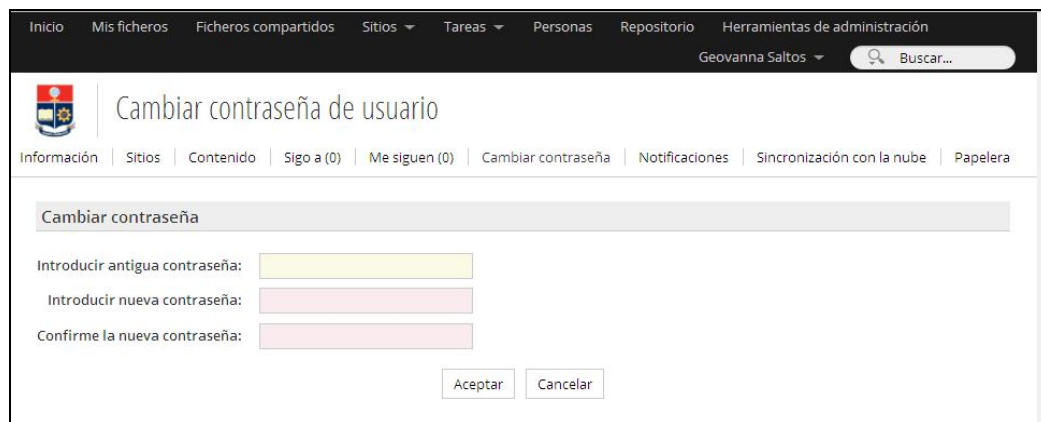 Inicio Mis ficheros Ficheros compartidos Sitios Tareas Personas Repositorio Herramientas de administración
Geovanna Saltos Buscar...
Cambiar contraseña de usuario
Información Sitios Contenido Sigo a (0) Me siguen (0) Cambiar contraseña Notificaciones Sincronización con la nube Papelera
Cambiar contraseña
Introducir antigua contraseña:
Introducir nueva contraseña:
Confirme la nueva contraseña:
Aceptar Cancelar